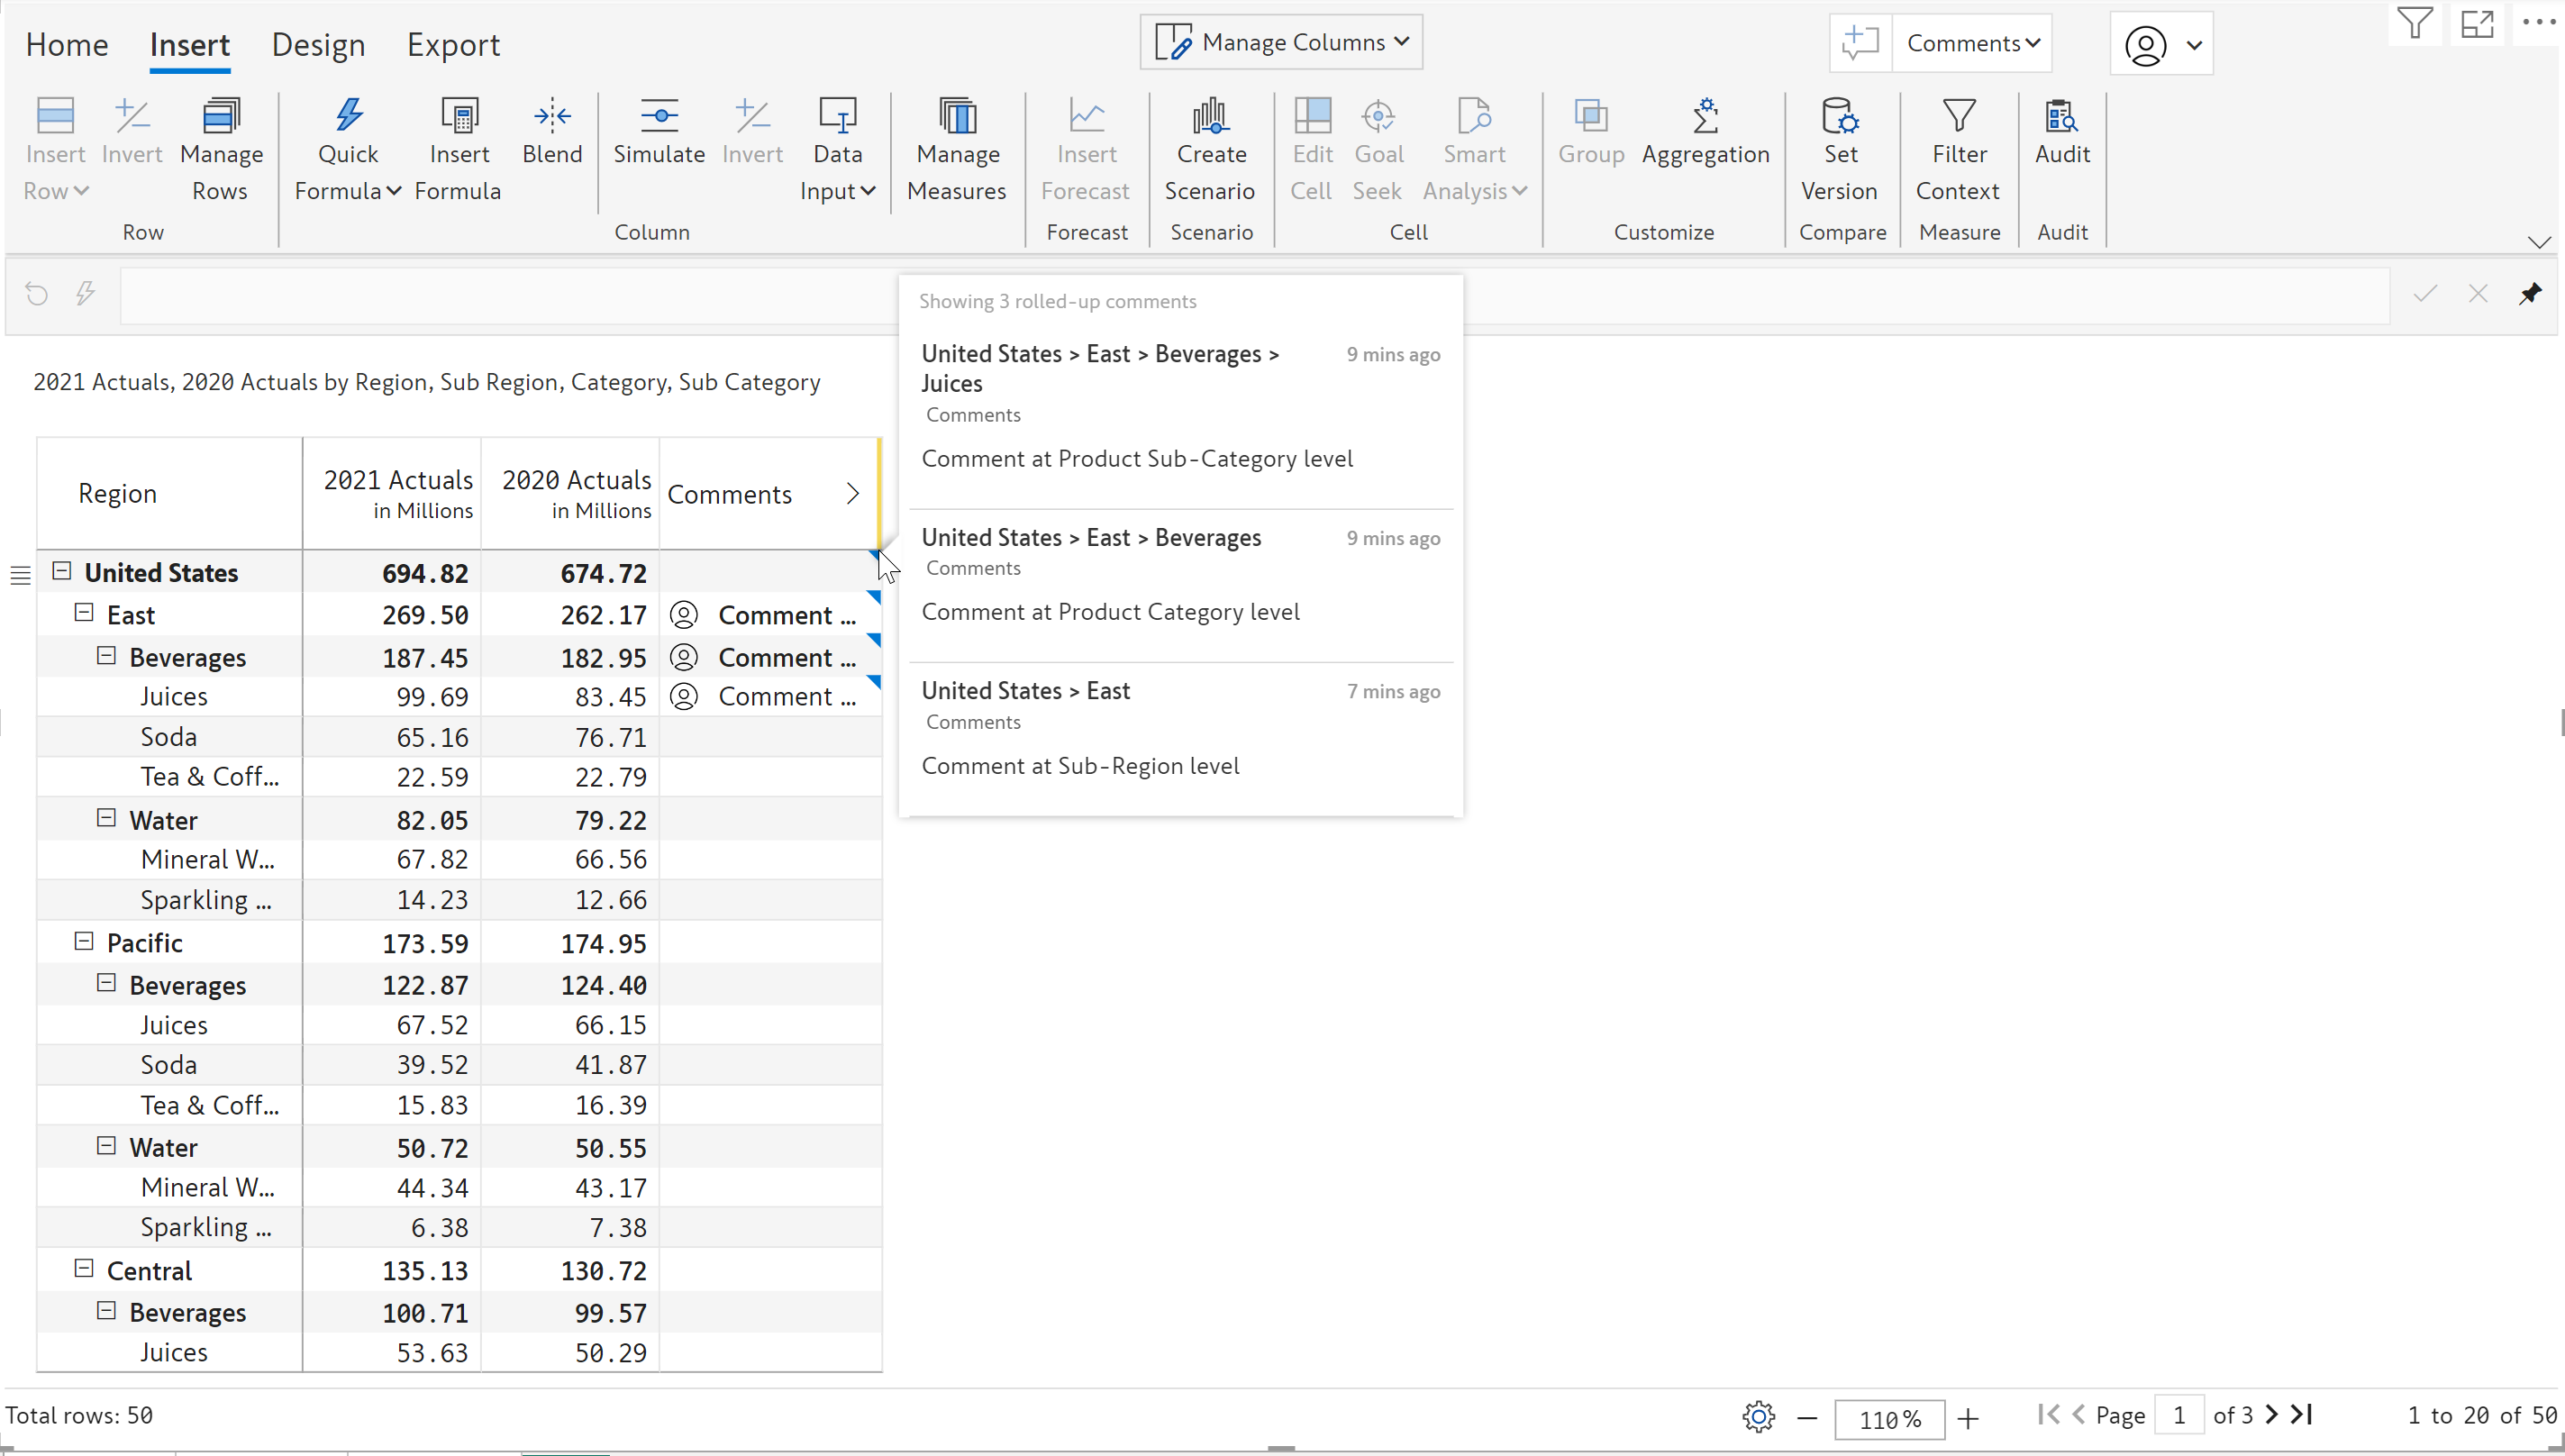 Home Insert Design Export Manage Columns Comments
Insert Row Invert Manage Rows Quick Formula Insert Formula Blend Simulate Invert Data Input Manage Measures Insert Forecast Create Scenario Edit Cell Goal Seek Smart Analysis Group Aggregation Set Version Filter Context Audit
Row Column Forecast Scenario Cell Customize Compare Measure Audit
Showing 3 rolled-up comments
United States > East > Beverages > 9 mins ago
Juices
Comments
Comment at Product Sub-Category level
United States > East > Beverages 9 mins ago
Comments
Comment at Product Category level
United States > East 7 mins ago
Comments
Comment at Sub-Region level
2021 Actuals, 2020 Actuals by Region, Sub Region, Category, Sub Category
Region 2021 Actuals in Millions 2020 Actuals in Millions Comments >
United States 694.82 674.72
East 269.50 262.17 Comment ...
Beverages 187.45 182.95 Comment ...
Juices 99.69 83.45 Comment ...
Soda 65.16 76.71
Tea & Coff... 22.59 22.79
Water 82.05 79.22
Mineral W... 67.82 66.56
Sparkling ... 14.23 12.66
Pacific 173.59 174.95
Beverages 122.87 124.40
Juices 67.52 66.15
Soda 39.52 41.87
Tea & Coff... 15.83 16.39
Water 50.72 50.55
Mineral W... 44.34 43.17
Sparkling ... 6.38 7.38
Central 135.13 130.72
Beverages 100.71 99.57
Juices 53.63 50.29
Total rows: 50 110% Page 1 of 3 1 to 20 of 50